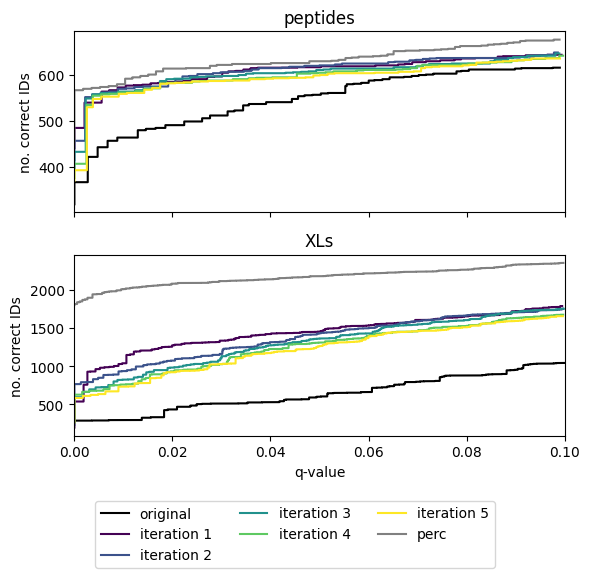 peptides
no. correct IDs
600
500
400
XLs
no. correct IDs
2000
1500
1000
500
0.00 0.02 0.04 0.06 0.08 0.10
q-value
original iteration 3 iteration 5
iteration 1 iteration 4 perc
iteration 2